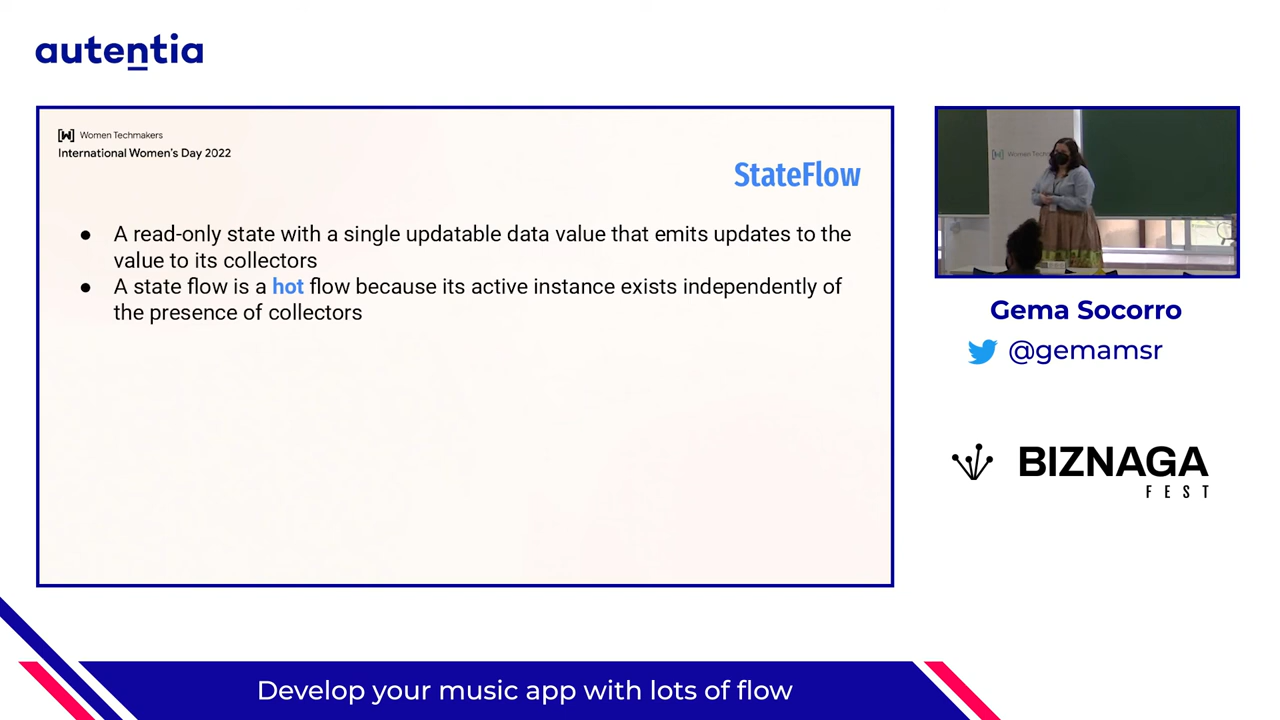 autentia
[W] Women Techmakers
International Women's Day 2022
StateFlow
● A read-only state with a single updatable data value that emits updates to the
value to its collectors
● A state flow is a hot flow because its active instance exists independently of
the presence of collectors
Women Tech
Gema Socorro
@gemamsr
BIZNAGA
FEST
Develop your music app with lots of flow